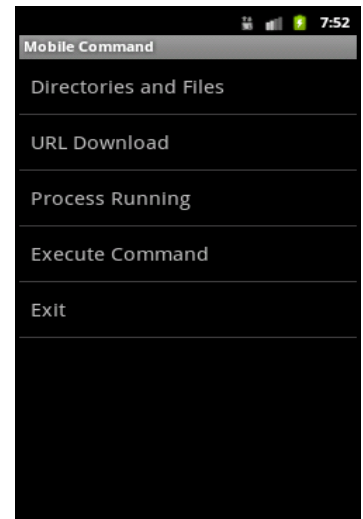 7:52
Mobile Command
Directories and Files
URL Download
Process Running
Execute Command
Exit